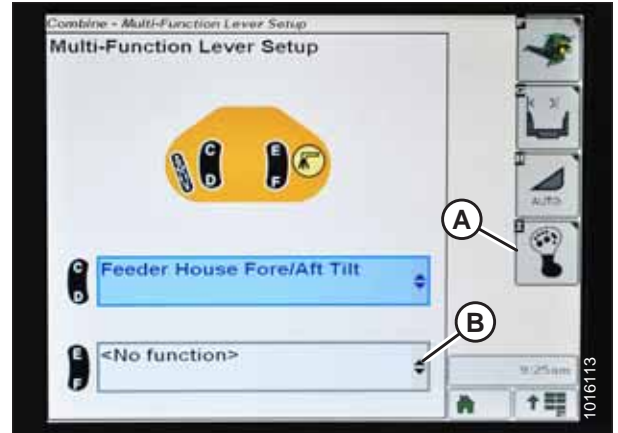 Combine - Multi-Function Lever Setup
Multi-Function Lever Setup
C
D
E
F
A
AUTO
C
D
Feeder House Fore/Aft Tilt
B
E
F
<No function>
9:25am
1016113